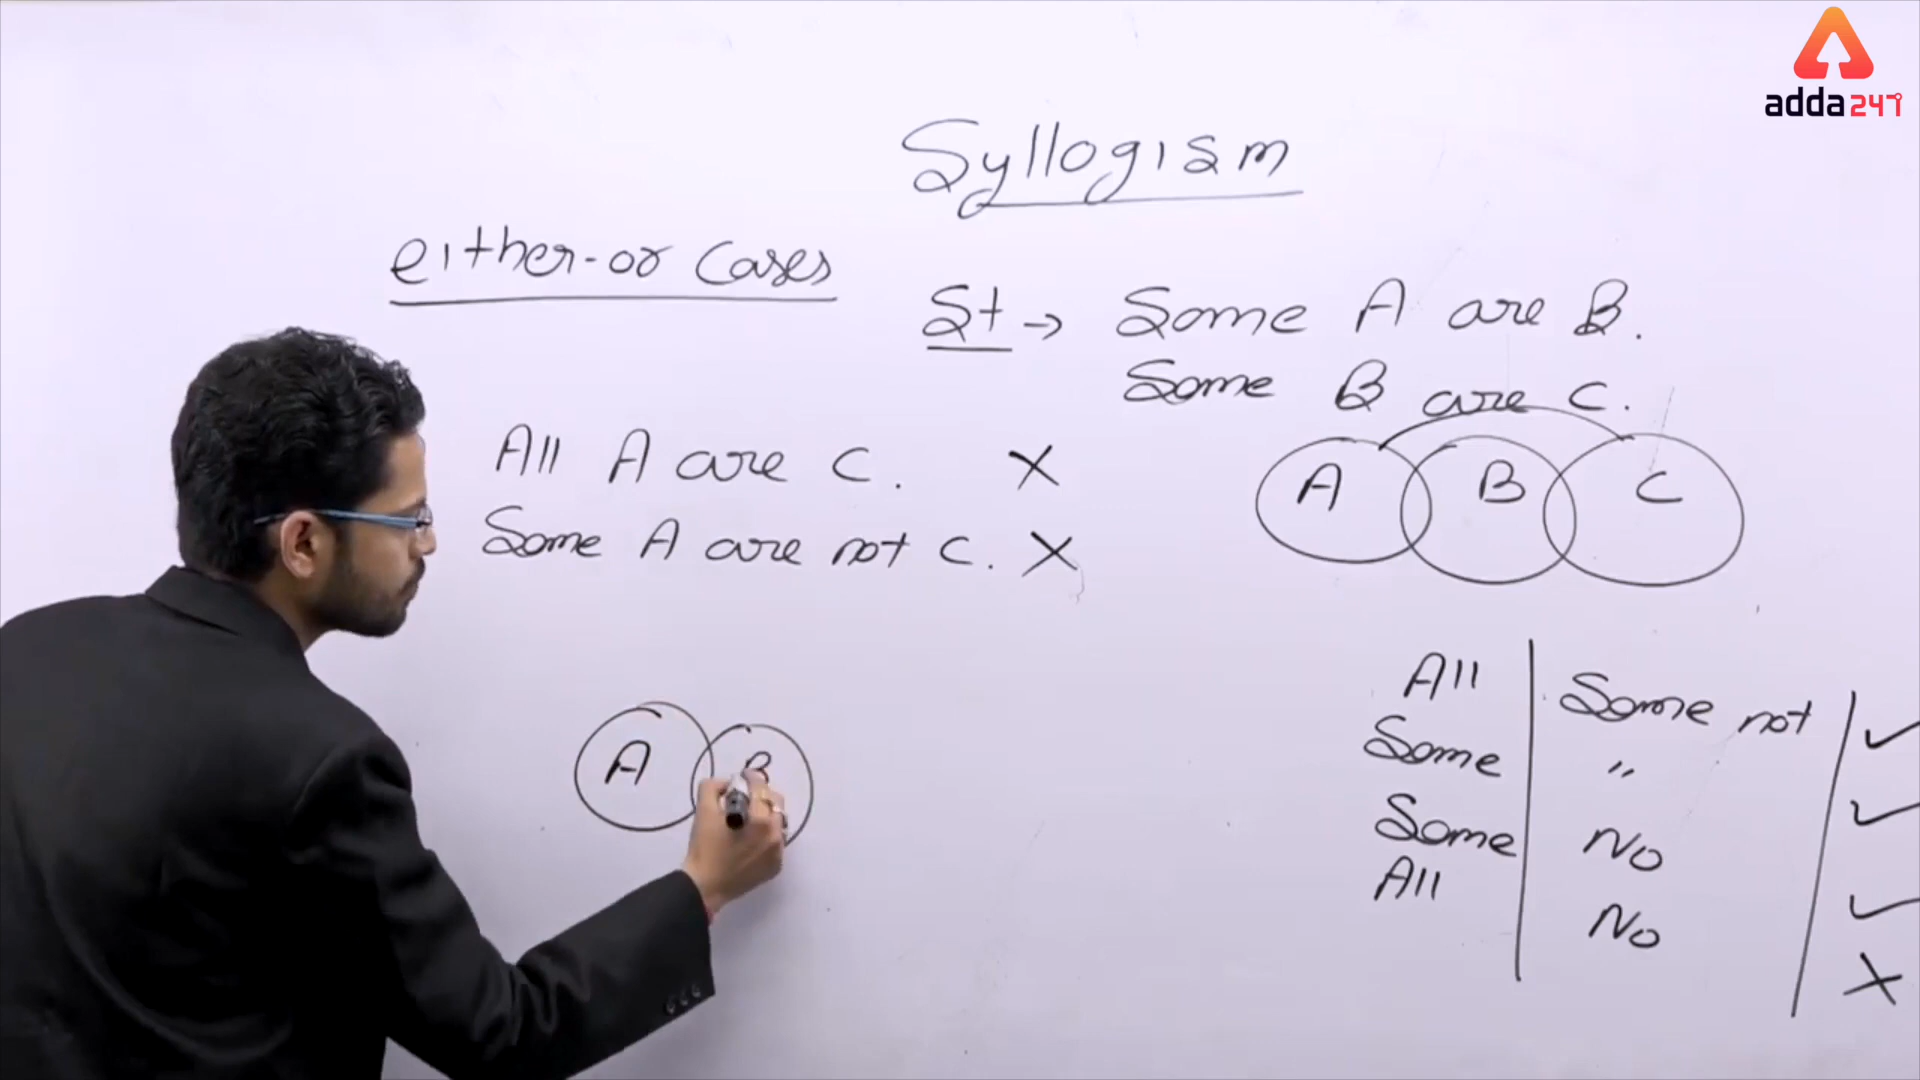 adda247
Syllogism
either-or Cases
St → Some A are B.
Some B are C.
All A are C. X
Some A are not C. X
A B C
A B
All Some not ✓
Some " ✓
Some No ✓
All No X